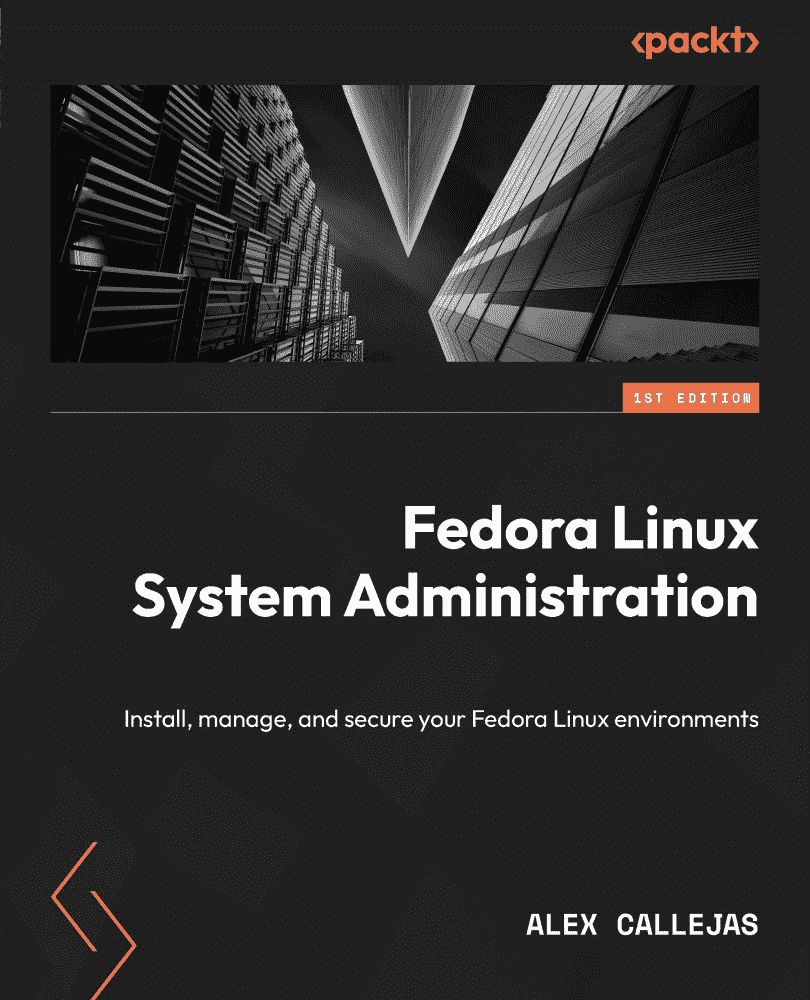 <packt>
1ST EDITION
Fedora Linux
System Administration
Install, manage, and secure your Fedora Linux environments
ALEX CALLEJAS